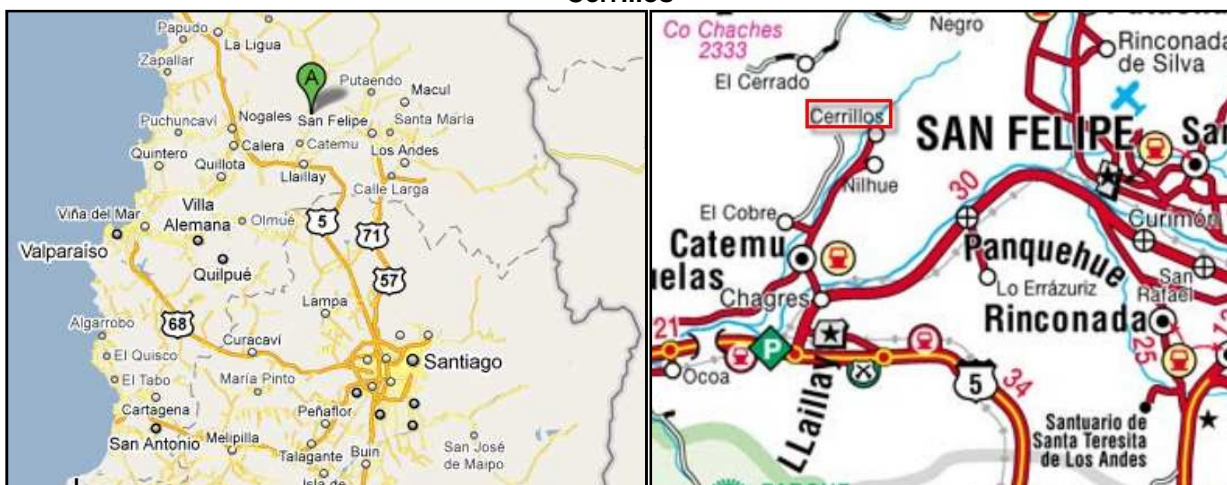 Cerrillos
Papudo
La Ligua
Zapallar
A
Putaendo
Macul
Puchuncaví
Nogales
San Felipe
Santa María
Calera
Catemu
Los Andes
Quintero
Quillota
Llaillay
Calle Larga
Viña del Mar
Villa
Alemana
Olmué
5
71
Valparaíso
Quilpué
57
Lampa
68
Algarrobo
Curacaví
El Quisco
Santiago
El Tabo
María Pinto
Cartagena
Peñaflor
San Antonio
Melipilla
Talagante
Buin
San José
de Maipo
Isla de
Co Chaches
2333
Negro
El Cerrado
Rinconada
de Silva
Cerrillos
SAN FELIPE
San
Nilhue
30
El Cobre
Curimón
Catemu
Panquehue
uelas
Lo Errázuriz
San
Rafael
Chagres
Rinconada
21
P
25
Ocoa
LLaillay
5
34
Santuario de
Santa Teresita
de Los Andes